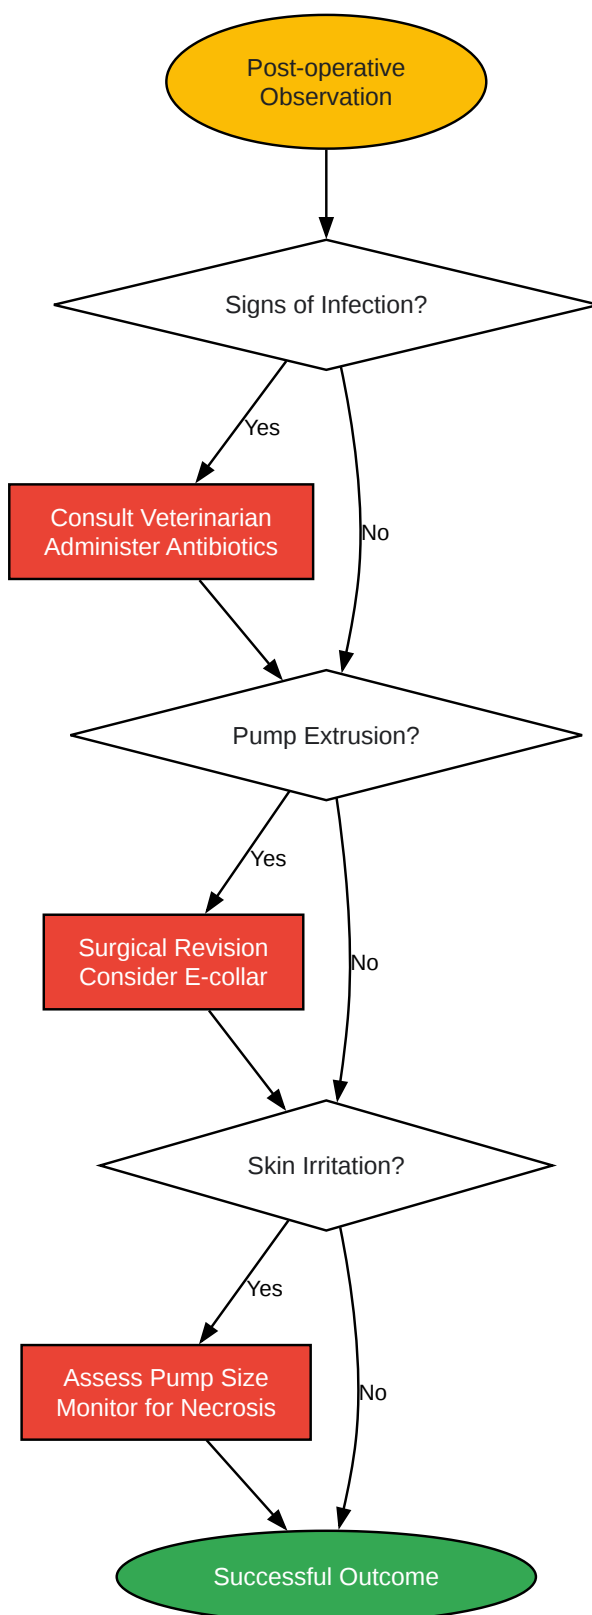 Post-operative
Observation
Signs of Infection?
Yes
Consult Veterinarian
Administer Antibiotics
No
Pump Extrusion?
Yes
Surgical Revision
Consider E-collar
No
Skin Irritation?
Yes
Assess Pump Size
Monitor for Necrosis
No
Successful Outcome